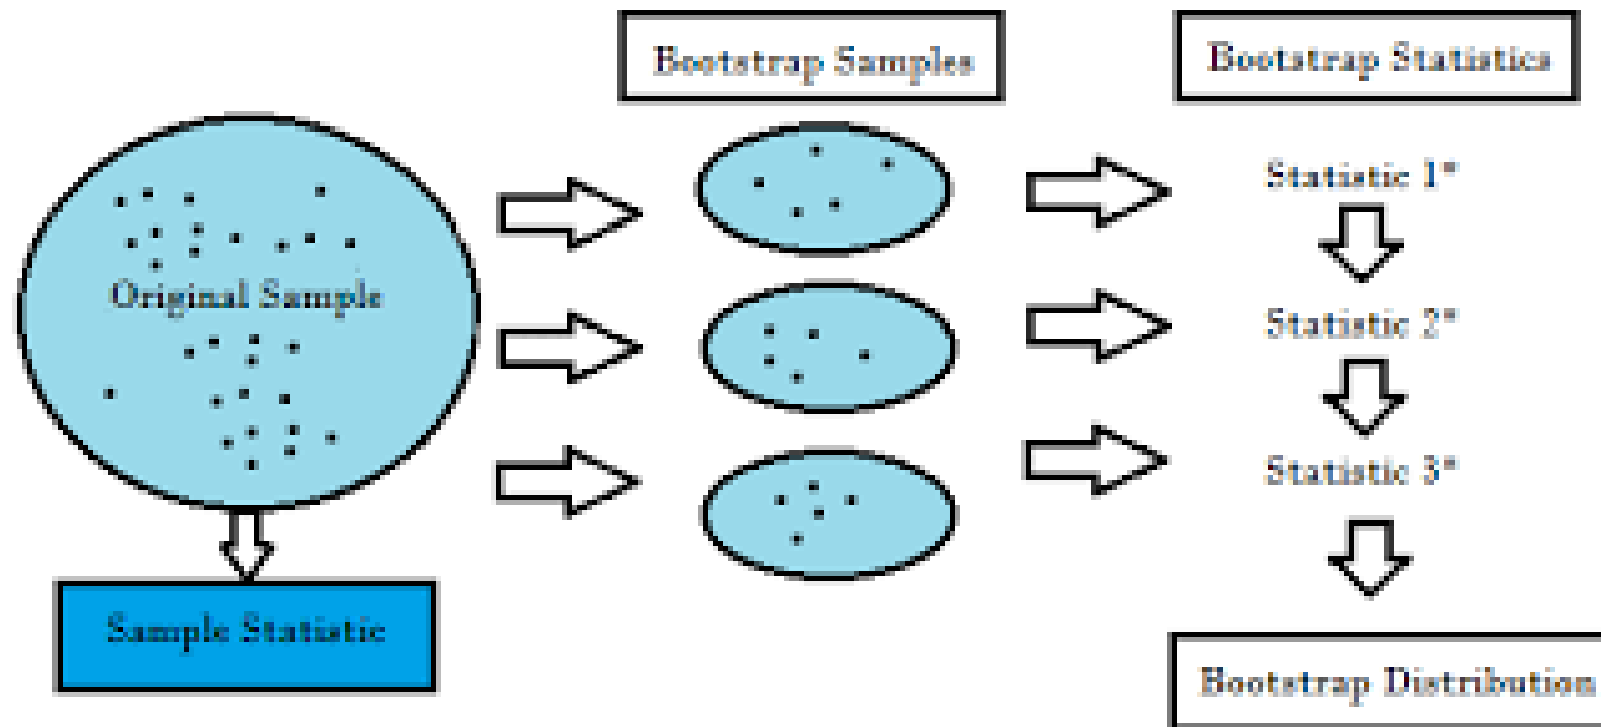 Bootstrap Samples
Bootstrap Statistics
Original Sample
Statistic 1*
Statistic 2*
Statistic 3*
Sample Statistic
Bootstrap Distribution